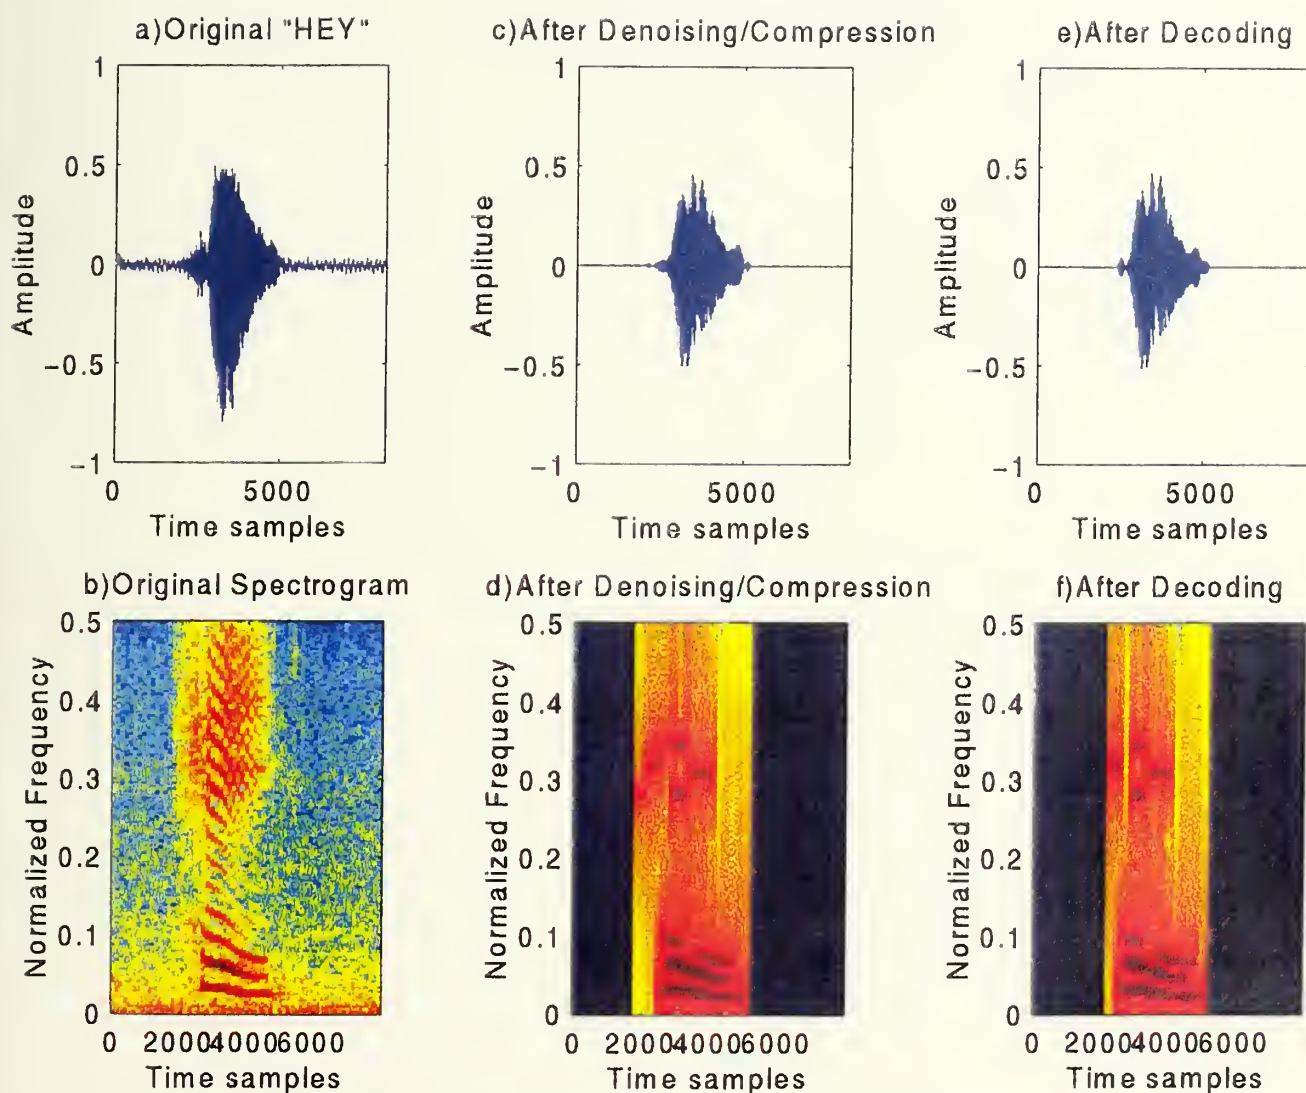 a)Original "HEY"
1
0.5
0
-0.5
-1
Amplitude
0 5000
Time samples
c)After Denoising/Compression
1
0.5
0
-0.5
-1
Amplitude
0 5000
Time samples
e)After Decoding
1
0.5
0
-0.5
-1
Amplitude
0 5000
Time samples
b)Original Spectrogram
0.5
0.4
0.3
0.2
0.1
0
Normalized Frequency
0 200040006000
Time samples
d)After Denoising/Compression
0.5
0.4
0.3
0.2
0.1
0
Normalized Frequency
0 200040006000
Time samples
f)After Decoding
0.5
0.4
0.3
0.2
0.1
0
Normalized Frequency
0 200040006000
Time samples